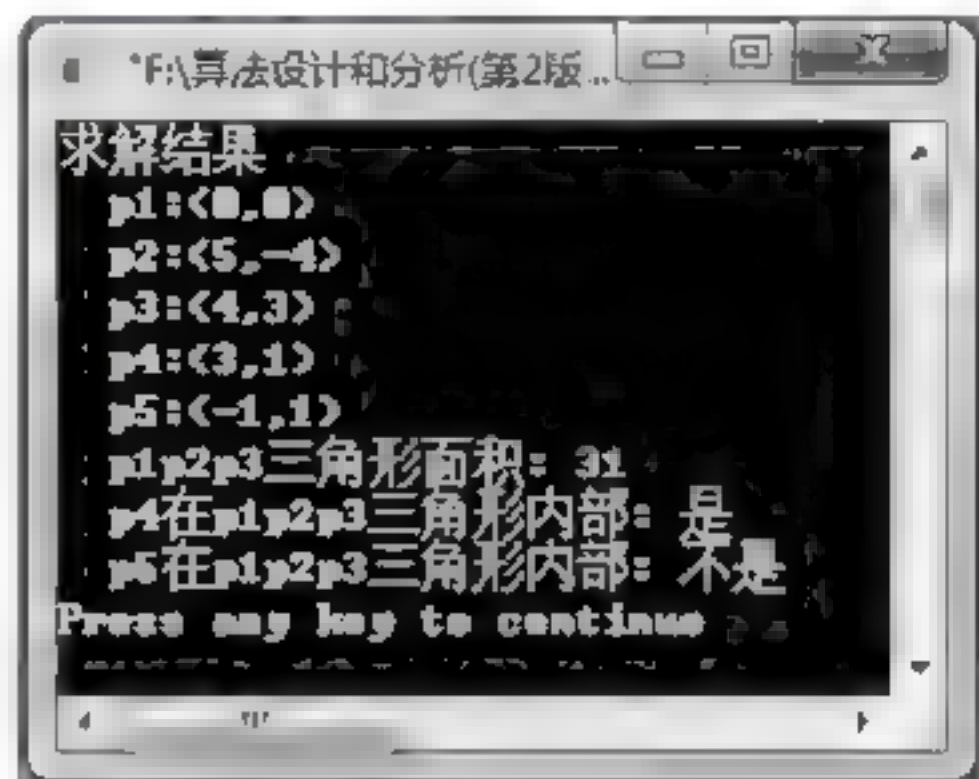 *F:\算法设计和分析(第2版...
求解结果
p1:(0,0)
p2:(5,-4)
p3:(4,3)
p4:(3,1)
p5:(-1,1)
p1p2p3三角形面积: 31
p4在p1p2p3三角形内部: 是
p5在p1p2p3三角形内部: 不是
Press any key to continue